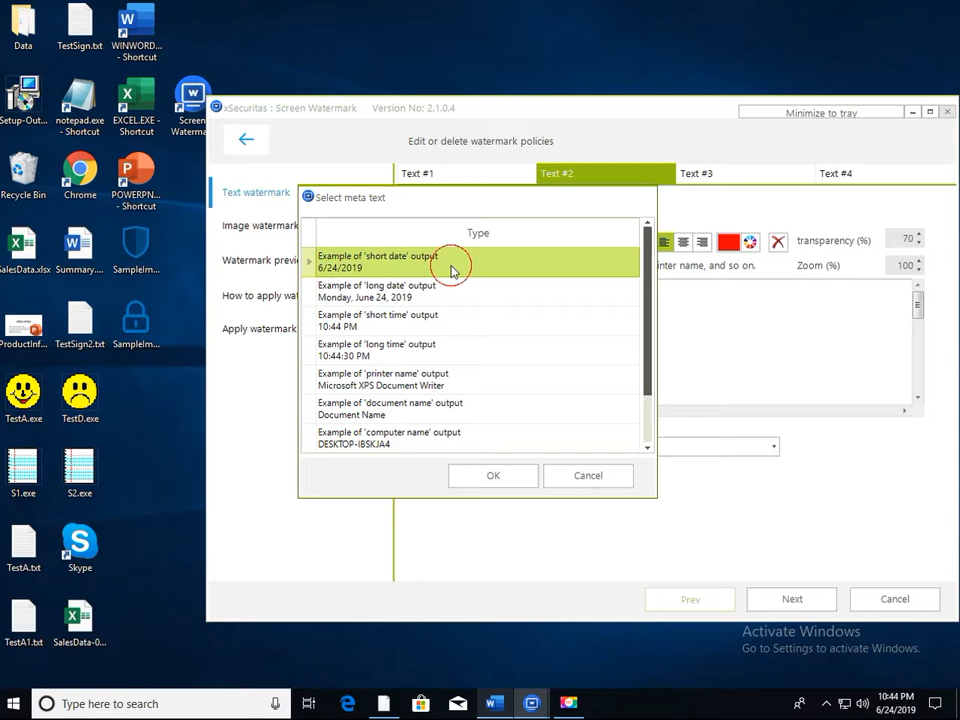 Data
TestSign.txt
WINWORD...
- Shortcut
Setup-Out...
notepad.exe
- Shortcut
EXCEL.EXE -
Shortcut
Screen
Waterma
Recycle Bin
Chrome
POWERPN...
- Shortcut
SalesData.xlsx
Summary....
SampleIm...
ProductInf...
TestSign2.txt
SampleIm...
TestA.exe
TestD.exe
S1.exe
S2.exe
TestA.txt
Skype
TestA1.txt
SalesData-0...
xSecuritas : Screen Watermark
Version No: 2.1.0.4
Minimize to tray
Edit or delete watermark policies
Text watermark
Image watermark
Watermark previe
How to apply wat
Apply watermark
Text #1
Text #2
Text #3
Text #4
transparency (%)
70
inter name, and so on.
Zoom (%)
100
Select meta text
Type
Example of 'short date' output
6/24/2019
Example of 'long date' output
Monday, June 24, 2019
Example of 'short time' output
10:44 PM
Example of 'long time' output
10:44:30 PM
Example of 'printer name' output
Microsoft XPS Document Writer
Example of 'document name' output
Document Name
Example of 'computer name' output
DESKTOP-IBSKJA4
OK
Cancel
Prev
Next
Cancel
Activate Windows
Go to Settings to activate Windows.
Type here to search
10:44 PM
6/24/2019